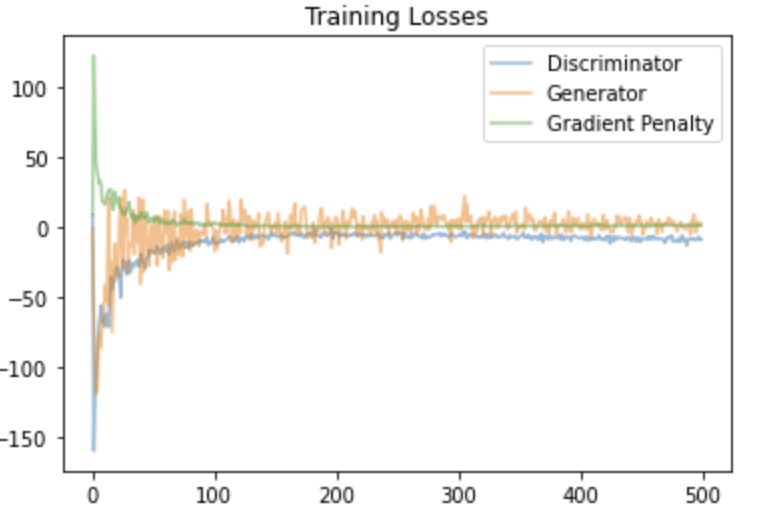 Training Losses
Discriminator
Generator
Gradient Penalty
100
50
0
−50
−100
−150
0 100 200 300 400 500